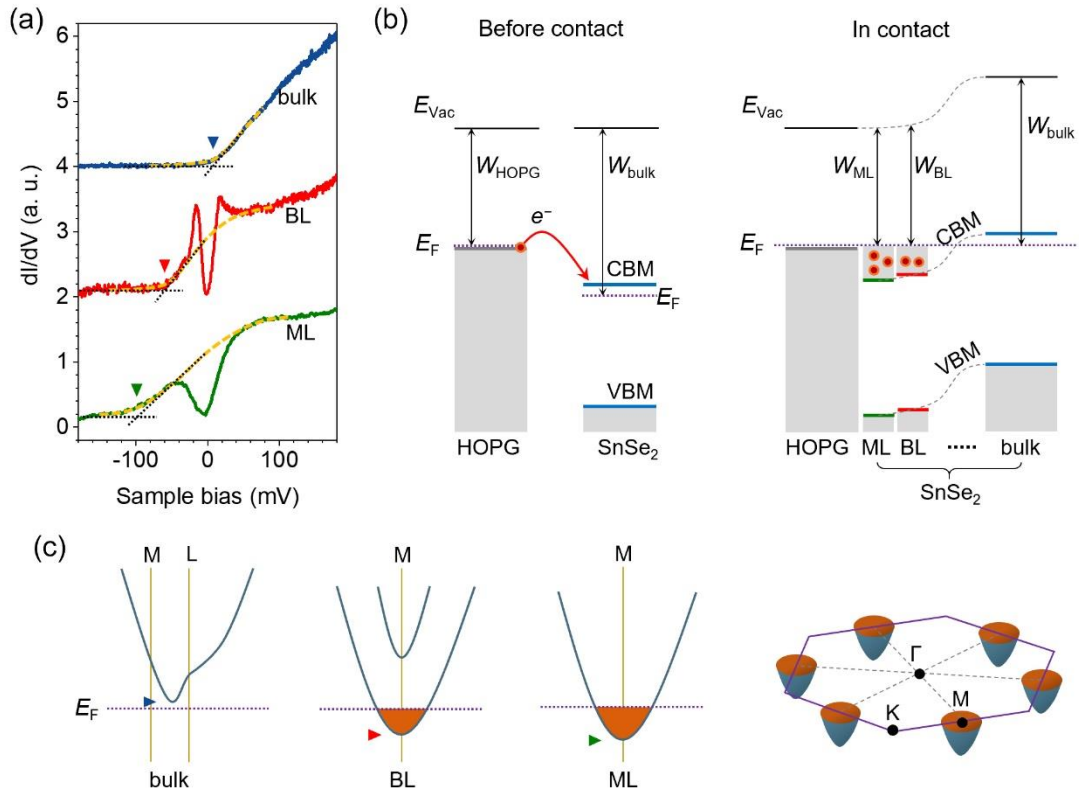 (a)
6
5
4
3
2
1
0
dI/dV (a. u.)
bulk
BL
ML
-100
0
100
Sample bias (mV)
(b)
Before contact
In contact
E_Vac
W_HOPG
W_bulk
e⁻
E_F
CBM
E_F
VBM
HOPG
SnSe₂
E_Vac
W_ML
W_BL
W_bulk
CBM
E_F
VBM
HOPG
ML
BL
bulk
SnSe₂
(c)
M
L
E_F
bulk
M
BL
M
ML
Γ
K
M